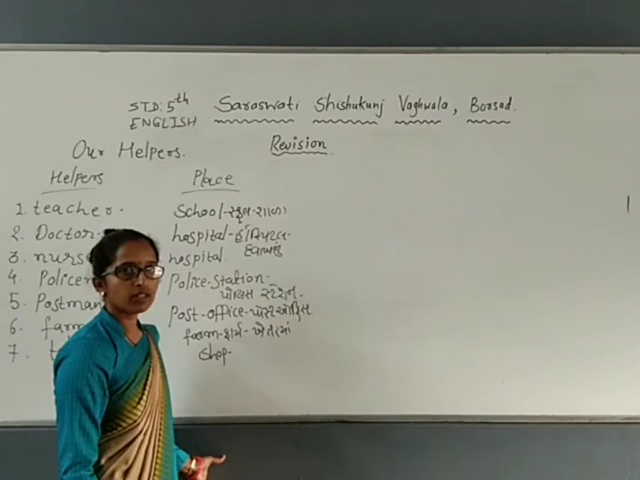 STD: 5th Saraswati Shishukunj Vaghwala, Borsad.
ENGLISH
Our Helpers. Revision
Helpers Place
1. teacher. School-સ્કૂલ-શાળા
2. Doctor. hospital-હૉસ્પિટલ-
દવાખાનું
3. nurse hospital.
4. Police Police-Station.
પોલિસ સ્ટેશન.
5. Postman Post-office-પોસ્ટઓફિસ
6. farm-ફાર્મ-ખેતરમાં
7. Shop-